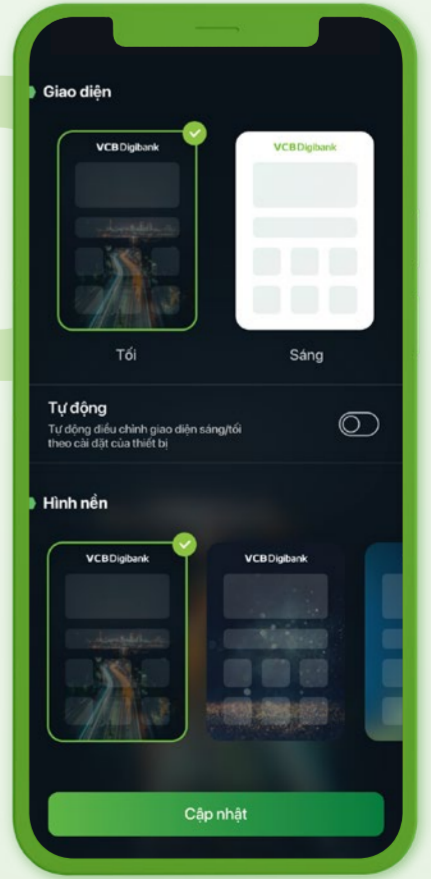 Giao diện
VCB Digibank
VCB Digibank
Tối
Sáng
Tự động
Tự động điều chỉnh giao diện sáng/tối
theo cài đặt của thiết bị
Hình nền
VCB Digibank
VCB Digibank
Cập nhật